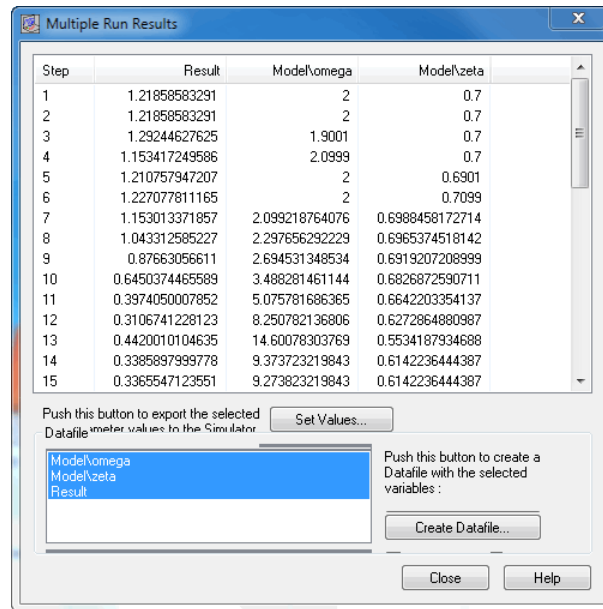 Multiple Run Results
Step Result Model\omega Model\zeta
1 1.21858583291 2 0.7
2 1.21858583291 2 0.7
3 1.29244627625 1.9001 0.7
4 1.153417249586 2.0999 0.7
5 1.210757947207 2 0.6901
6 1.227077811165 2 0.7099
7 1.153013371857 2.099218764076 0.6988458172714
8 1.043312585227 2.297656292229 0.6965374518142
9 0.87663056611 2.694531348534 0.6919207208999
10 0.6450374465589 3.488281461144 0.6826872590711
11 0.3974050007852 5.075781686365 0.6642203354137
12 0.3106741228123 8.250782136806 0.6272864880987
13 0.4420010104635 14.60078303769 0.5534187934688
14 0.3385897999778 9.373723219843 0.6142236444387
15 0.3365547123551 9.273823219843 0.6142236444387
Push this button to export the selected
meter values to the Simulator
Set Values...
Datafile
Model\omega
Model\zeta
Result
Push this button to create a
Datafile with the selected
variables :
Create Datafile...
Close Help